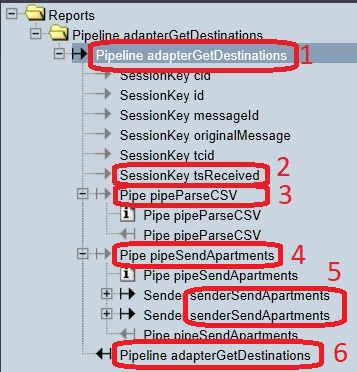 Reports
Pipeline adapterGetDestinations
Pipeline adapterGetDestinations 1
SessionKey cid
SessionKey id
SessionKey messageId
SessionKey originalMessage
SessionKey tcid
SessionKey tsReceived 2
Pipe pipeParseCSV 3
Pipe pipeParseCSV
Pipe pipeParseCSV
Pipe pipeSendApartments 4
Pipe pipeSendApartments 5
Sender senderSendApartments
Sender senderSendApartments
Pipe pipeSendApartments
Pipeline adapterGetDestinations 6